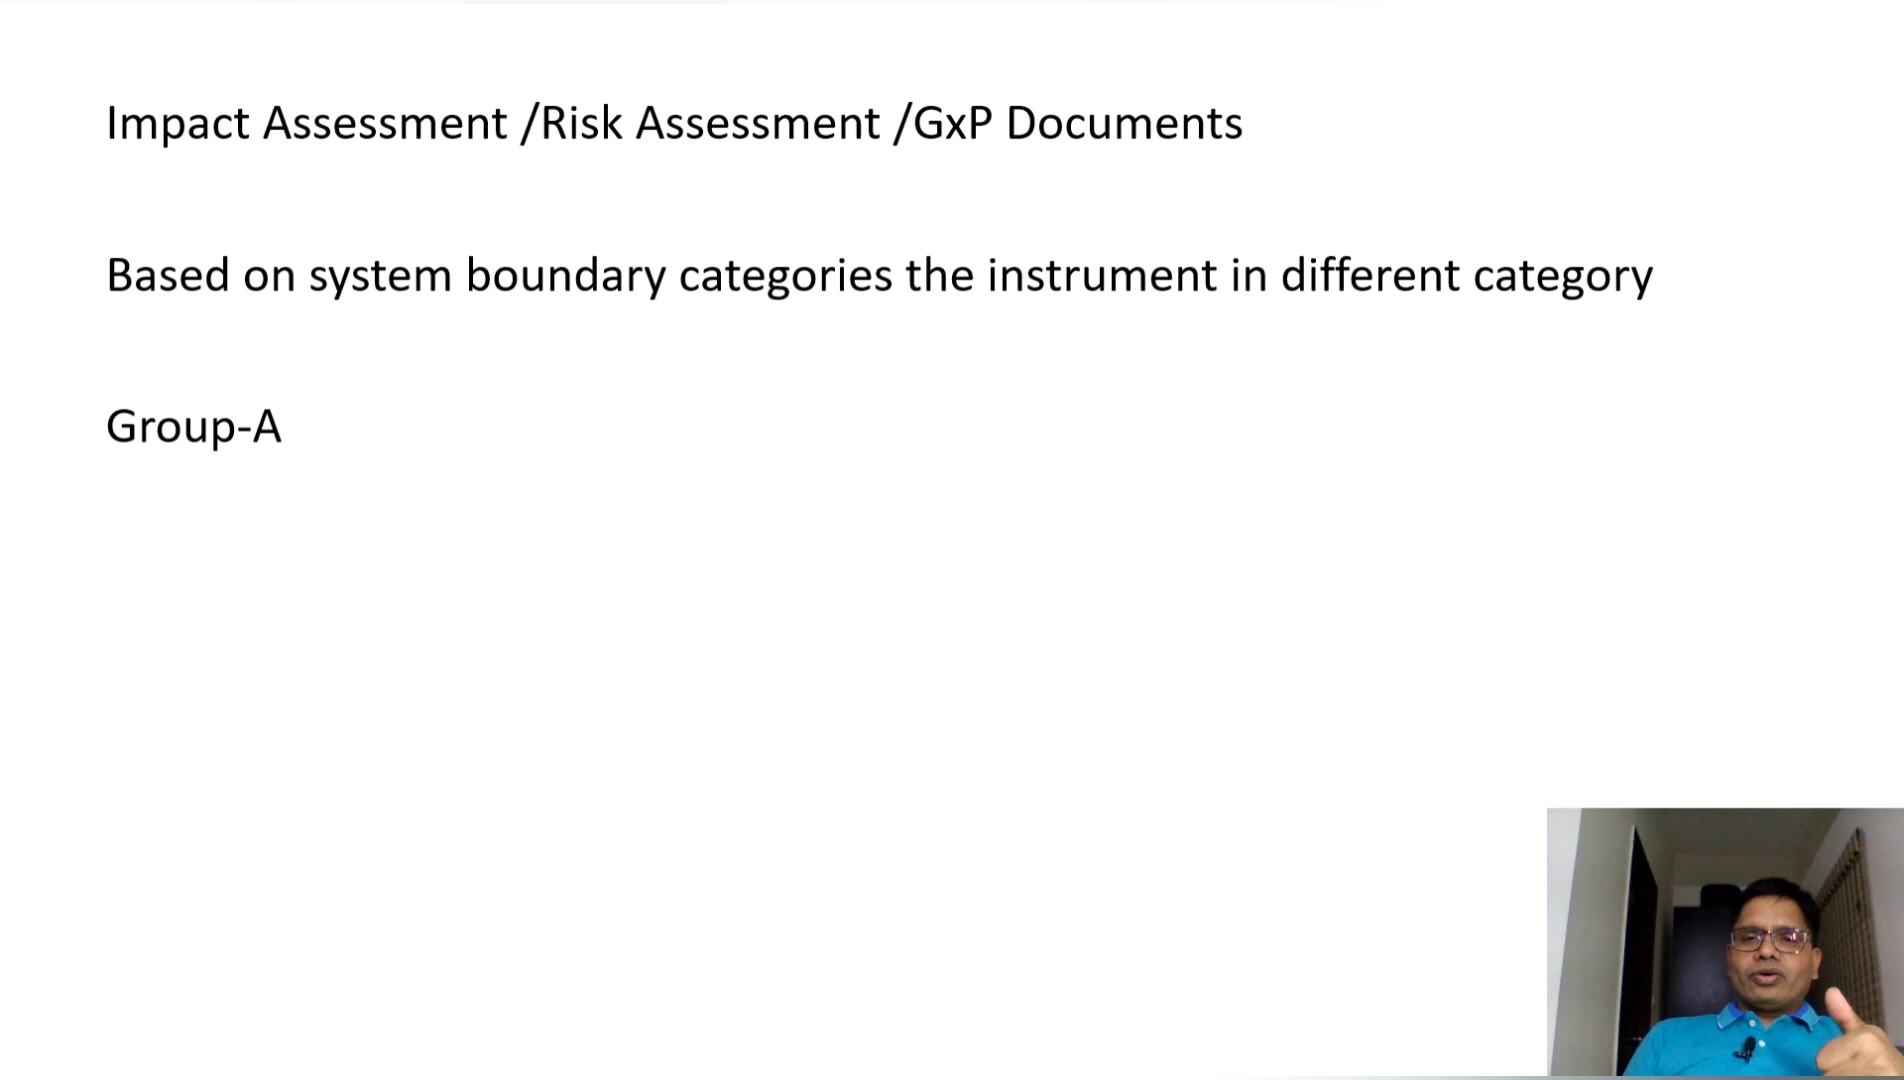 Impact Assessment /Risk Assessment /GxP Documents
Based on system boundary categories the instrument in different category
Group-A